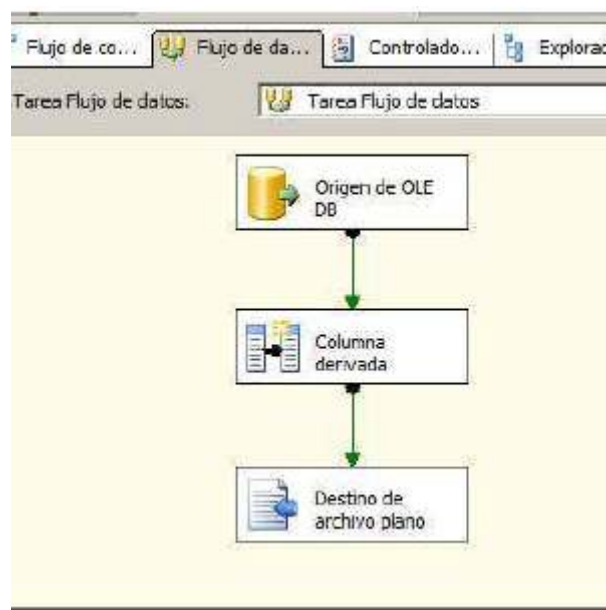 Flujo de co... Flujo de da... Controlado... Explorad
Tarea Flujo de datos: Tarea Flujo de datos
Origen de OLE
DB
Columna
derivada
Destino de
archivo plano